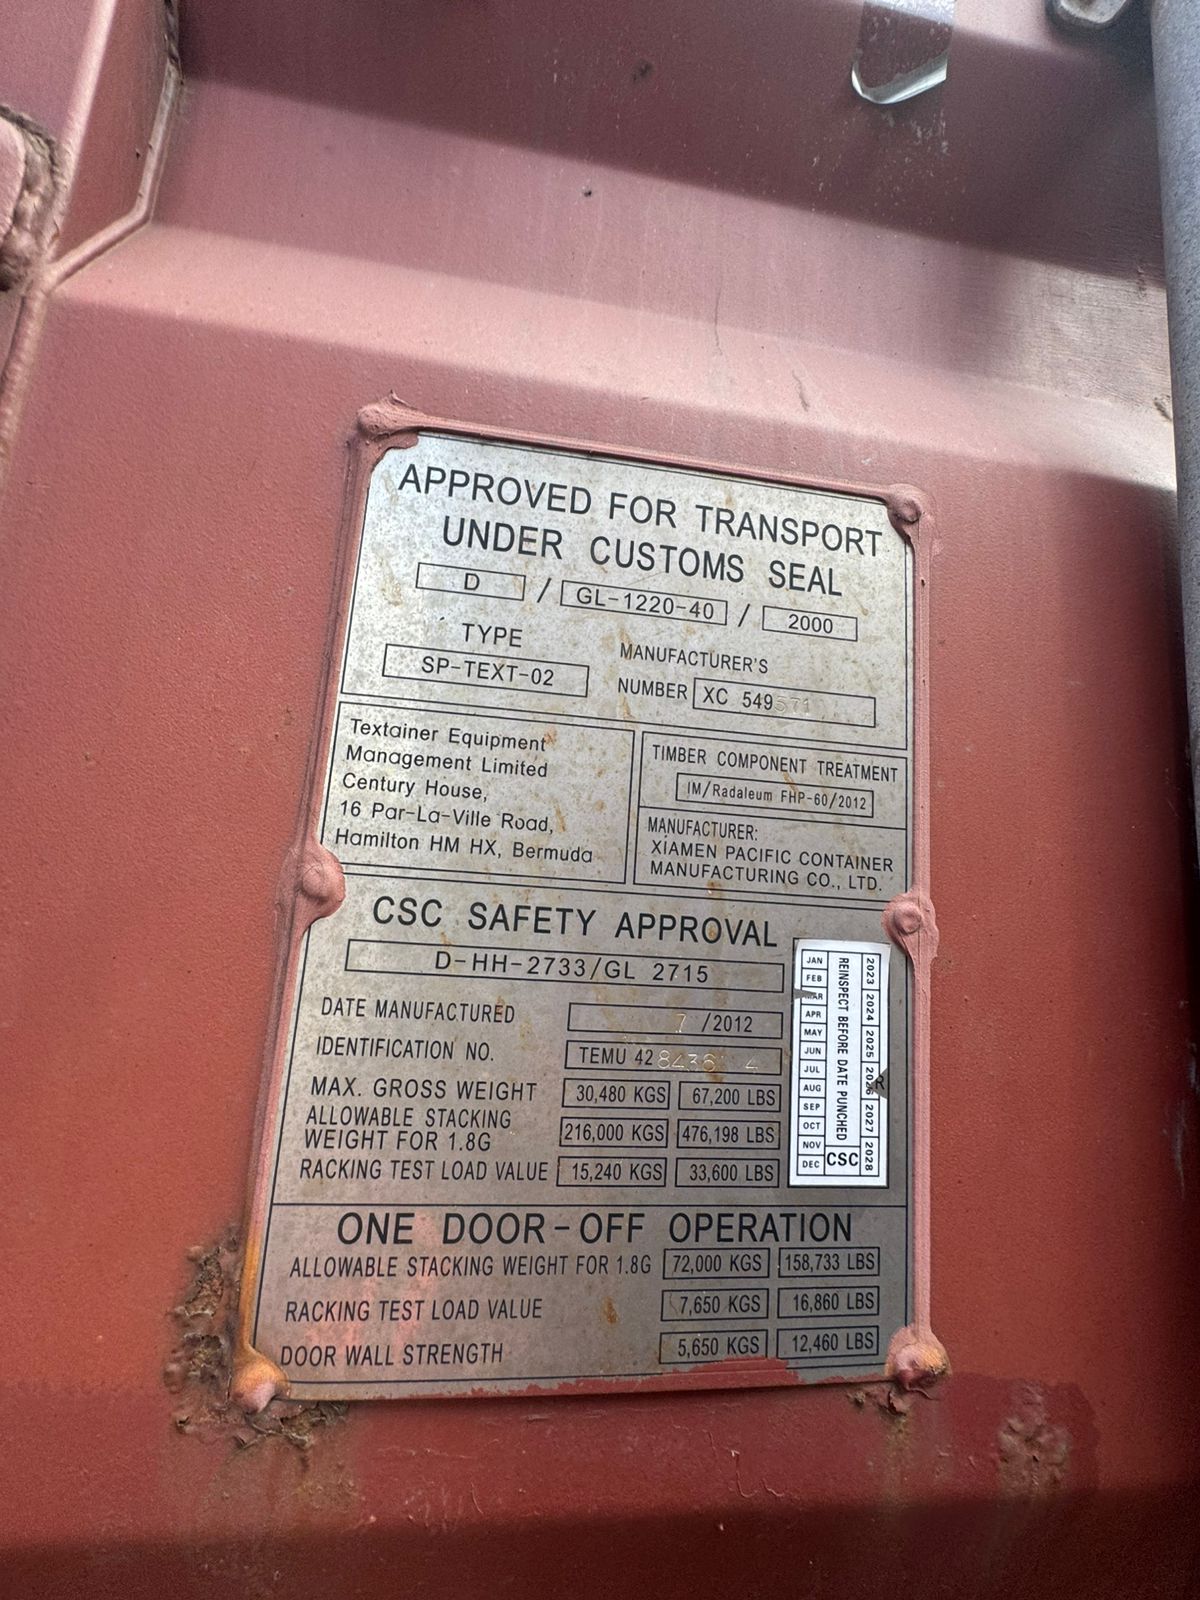 APPROVED FOR TRANSPORT
UNDER CUSTOMS SEAL
D / GL-1220-40 / 2000
TYPE
SP-TEXT-02
MANUFACTURER'S
NUMBER XC 549571
Textainer Equipment
Management Limited
Century House,
16 Par-La-Ville Road,
Hamilton HM HX, Bermuda
TIMBER COMPONENT TREATMENT
IM/Radaleum FHP-60/2012
MANUFACTURER:
XIAMEN PACIFIC CONTAINER
MANUFACTURING CO., LTD.
CSC SAFETY APPROVAL
D-HH-2733/GL 2715
DATE MANUFACTURED 7 /2012
IDENTIFICATION NO. TEMU 42
MAX. GROSS WEIGHT 30,480 KGS 67,200 LBS
ALLOWABLE STACKING
WEIGHT FOR 1.8G 216,000 KGS 476,198 LBS
RACKING TEST LOAD VALUE 15,240 KGS 33,600 LBS
JAN
FEB
MAR
APR
MAY
JUN
JUL
AUG
SEP
OCT
NOV
DEC
REINSPECT BEFORE DATE PUNCHED
CSC
2023 2024 2025 2026 2027 2028
ONE DOOR-OFF OPERATION
ALLOWABLE STACKING WEIGHT FOR 1.8G 72,000 KGS 158,733 LBS
RACKING TEST LOAD VALUE 7,650 KGS 16,860 LBS
DOOR WALL STRENGTH 5,650 KGS 12,460 LBS